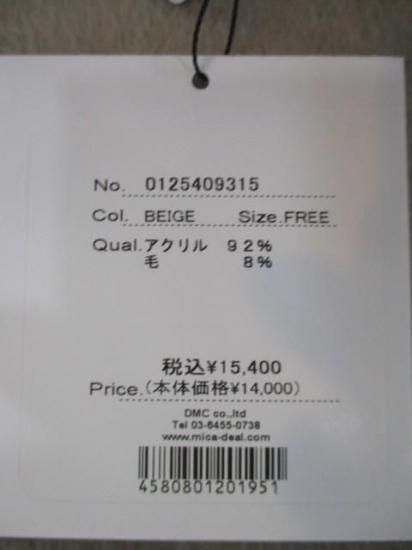 No. 0125409315
Col. BEIGE Size.FREE
Qual.アクリル 92%
毛 8%
税込¥15,400
Price.(本体価格¥14,000)
DMC co.,ltd
Tel 03-6455-0738
www.mica-deal.com
4580801201951